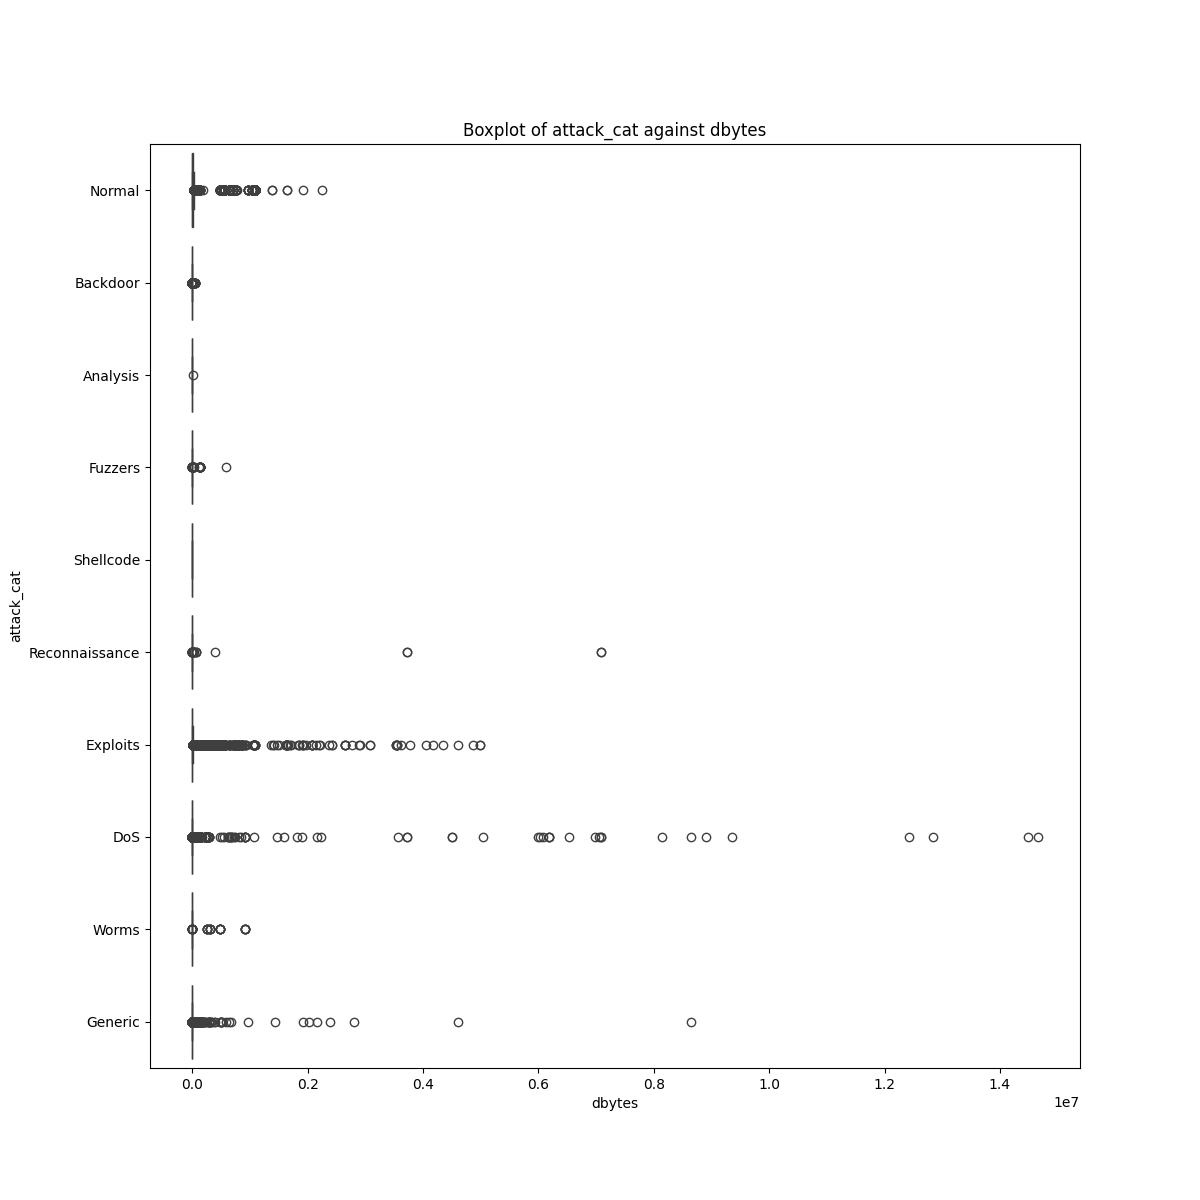 Boxplot of attack_cat against dbytes
Normal
Backdoor
Analysis
Fuzzers
Shellcode
Reconnaissance
Exploits
DoS
Worms
Generic
attack_cat
0.0 0.2 0.4 0.6 0.8 1.0 1.2 1.4
1e7
dbytes